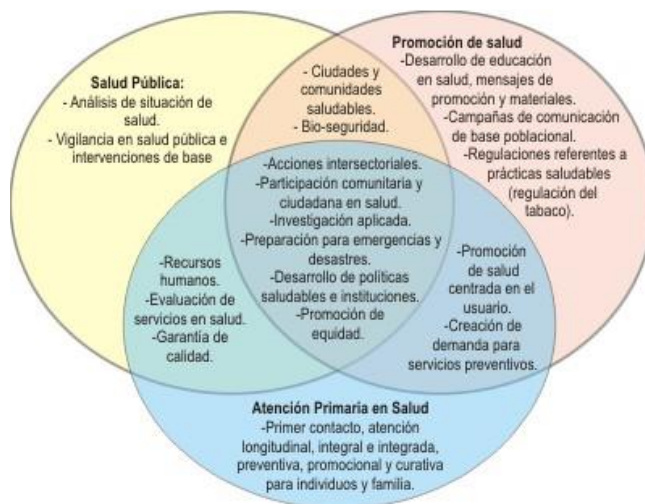 Salud Pública:
- Análisis de situación de
salud.
- Vigilancia en salud pública e
intervenciones de base
- Ciudades y
comunidades
saludables.
- Bio-seguridad.
Promoción de salud
-Desarrollo de educación
en salud, mensajes de
promoción y materiales.
-Campañas de comunicación
de base poblacional.
-Regulaciones referentes a
prácticas saludables
(regulación del
tabaco).
-Acciones intersectoriales.
-Participación comunitaria y
ciudadana en salud.
-Investigación aplicada.
-Preparación para emergencias y
desastres.
-Desarrollo de políticas
saludables e instituciones.
-Promoción de
equidad.
-Recursos
humanos.
-Evaluación de
servicios en salud.
-Garantía de
calidad.
-Promoción
de salud
centrada en el
usuario.
-Creación de
demanda para
servicios preventivos.
Atención Primaria en Salud
-Primer contacto, atención
longitudinal, integral e integrada,
preventiva, promocional y curativa
para individuos y familia.